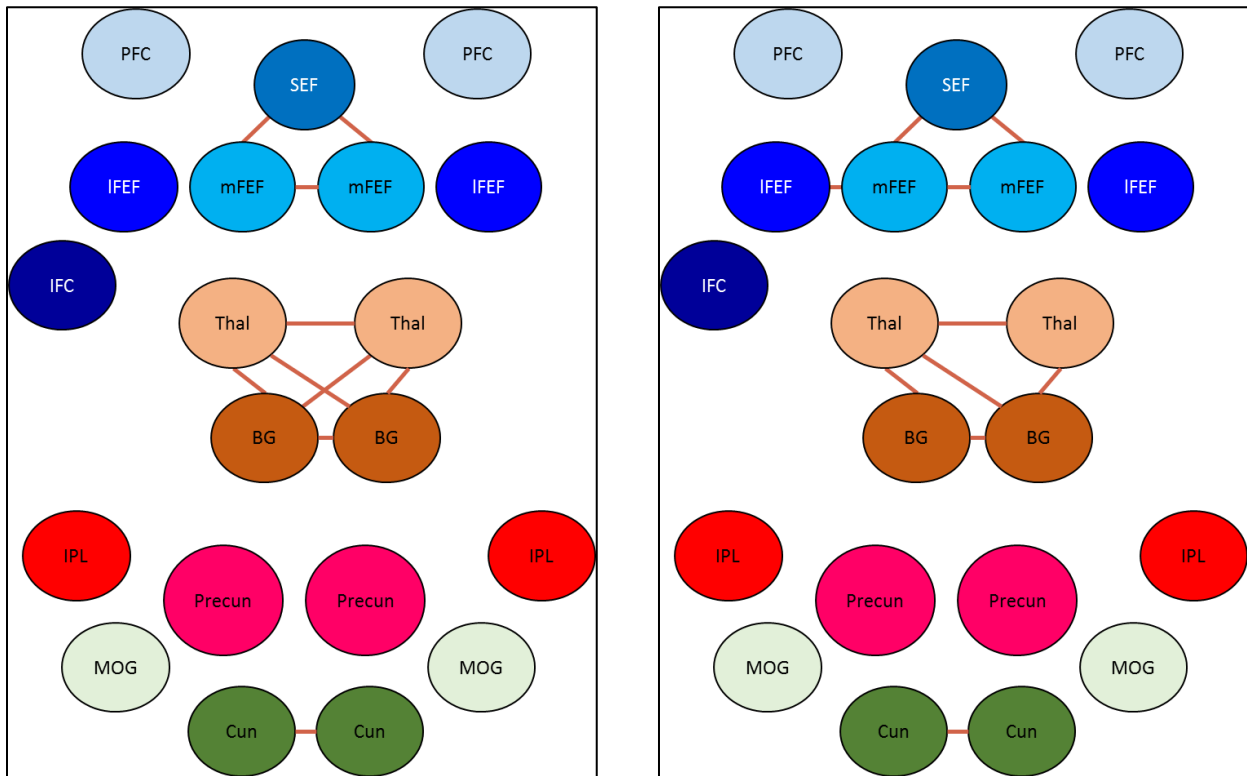 PFC
PFC
SEF
lFEF
mFEF
mFEF
lFEF
IFC
Thal
Thal
BG
BG
IPL
IPL
Precun
Precun
MOG
MOG
Cun
Cun
PFC
PFC
SEF
lFEF
mFEF
mFEF
lFEF
IFC
Thal
Thal
BG
BG
IPL
IPL
Precun
Precun
MOG
MOG
Cun
Cun